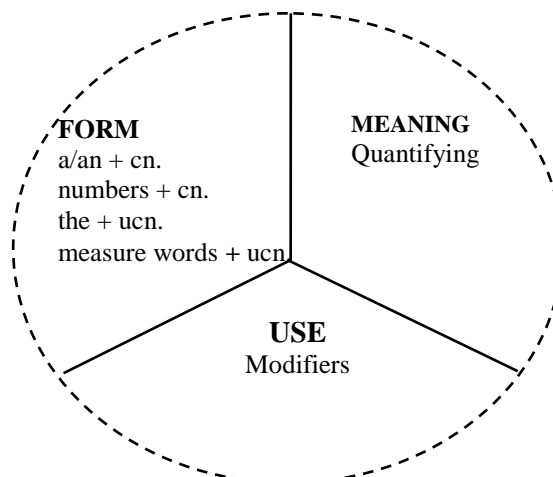 FORM
a/an + cn.
numbers + cn.
the + ucn.
measure words + ucn.
MEANING
Quantifying
USE
Modifiers